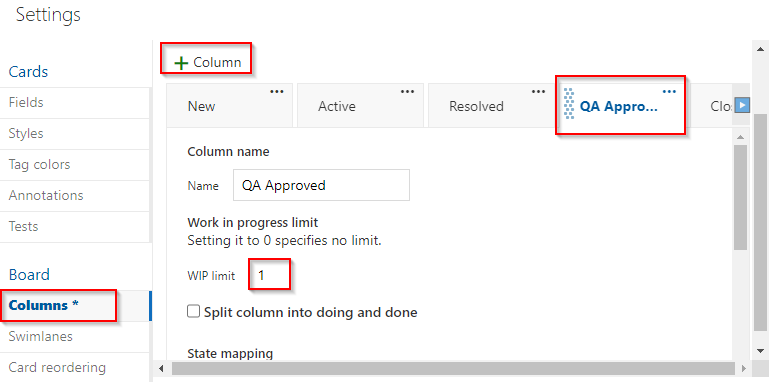 Settings
Cards
Fields
Styles
Tag colors
Annotations
Tests
Board
Columns *
Swimlanes
Card reordering
+ Column
New ••• Active ••• Resolved ••• QA Appro... ••• Clo
Column name
Name QA Approved
Work in progress limit
Setting it to 0 specifies no limit.
WIP limit 1
Split column into doing and done
State mapping